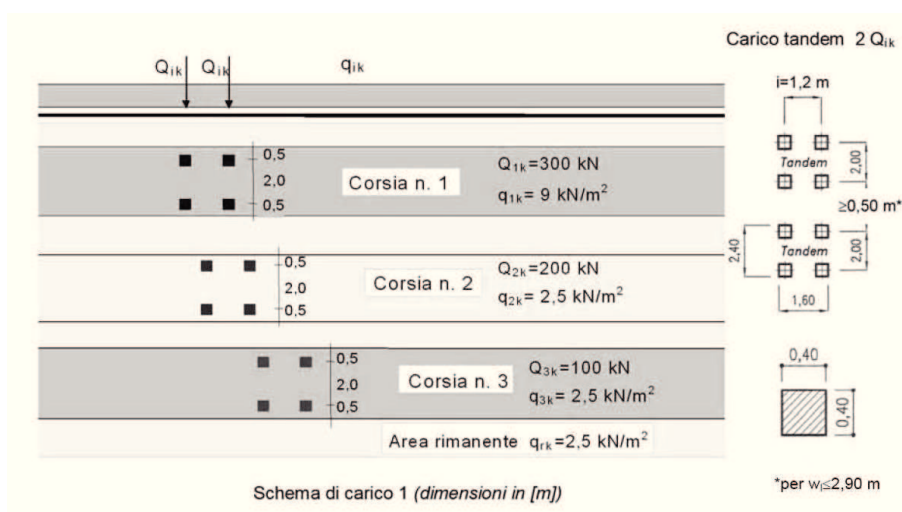 Carico tandem 2 Qik
Qik Qik qik
i=1,2 m
0,5
2,0
0,5
Corsia n. 1
Q1k=300 kN
q1k= 9 kN/m²
Tandem
2,00
≥0,50 m*
0,5
2,0
0,5
Corsia n. 2
Q2k=200 kN
q2k= 2,5 kN/m²
2,40
Tandem
2,00
1,60
0,5
2,0
0,5
Corsia n. 3
Q3k=100 kN
q3k= 2,5 kN/m²
0,40
0,40
Area rimanente qrk=2,5 kN/m²
Schema di carico 1 (dimensioni in [m])
*per wl≤2,90 m